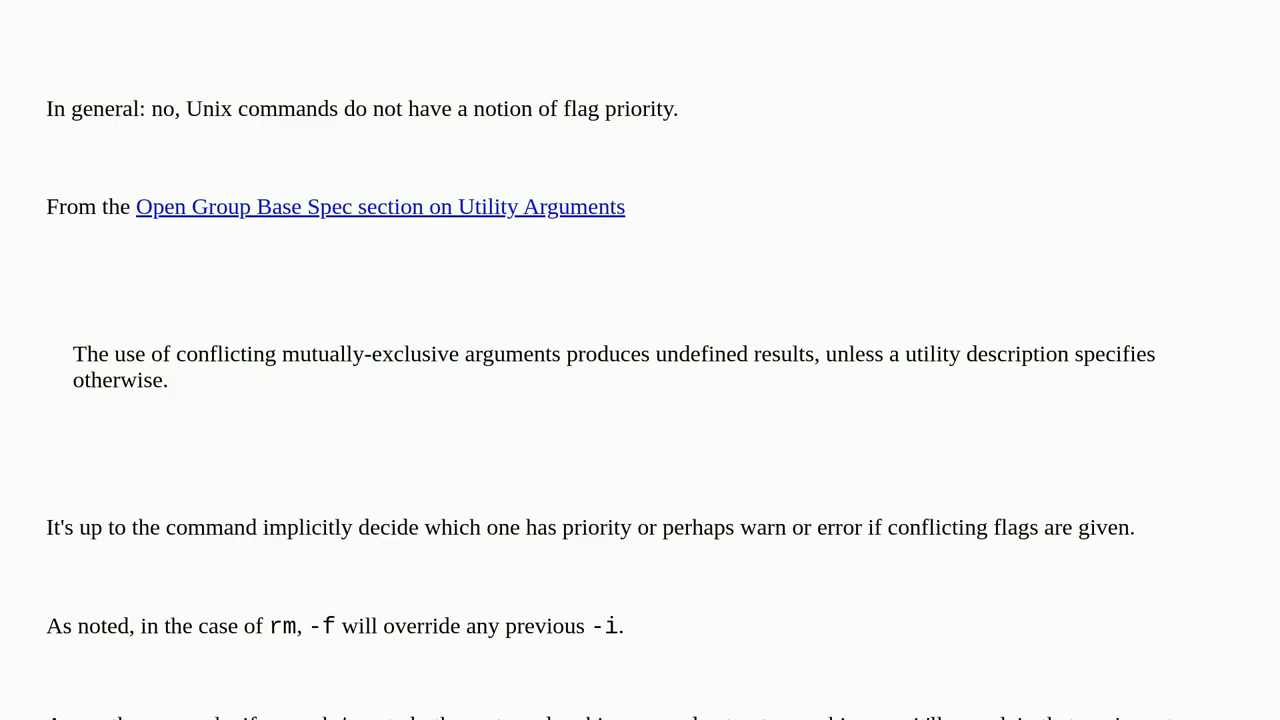 In general: no, Unix commands do not have a notion of flag priority.
From the Open Group Base Spec section on Utility Arguments
The use of conflicting mutually-exclusive arguments produces undefined results, unless a utility description specifies
otherwise.
It's up to the command implicitly decide which one has priority or perhaps warn or error if conflicting flags are given.
As noted, in the case of rm, -f will override any previous -i.